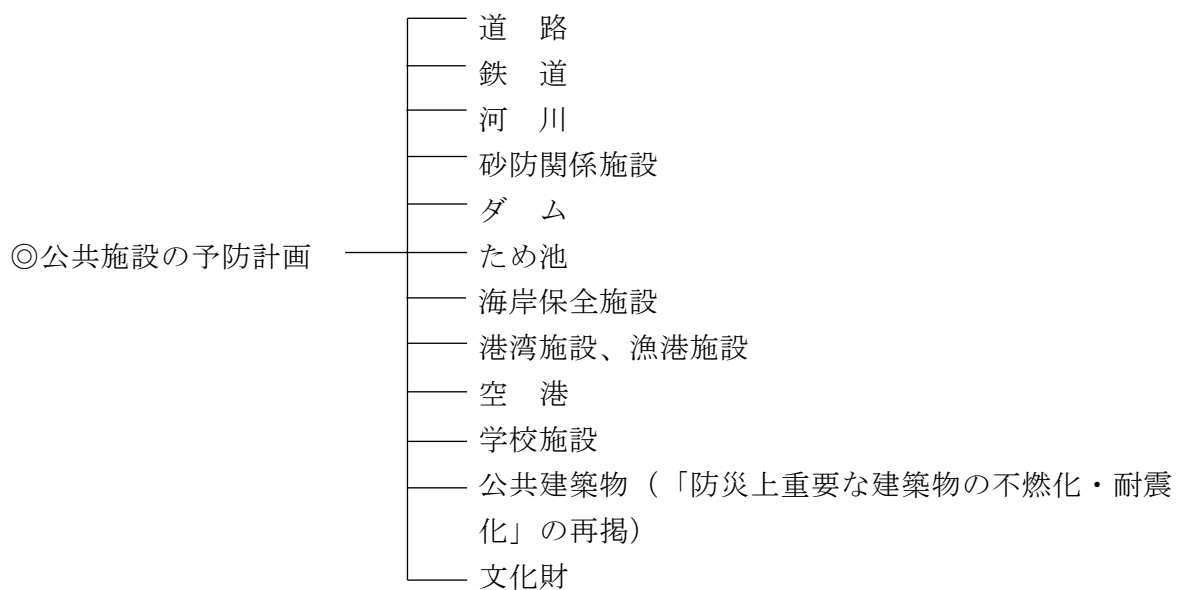 道　路
鉄　道
河　川
砂防関係施設
ダ　ム
◎公共施設の予防計画
ため池
海岸保全施設
港湾施設、漁港施設
空　港
学校施設
公共建築物（「防災上重要な建築物の不燃化・耐震
化」の再掲）
文化財